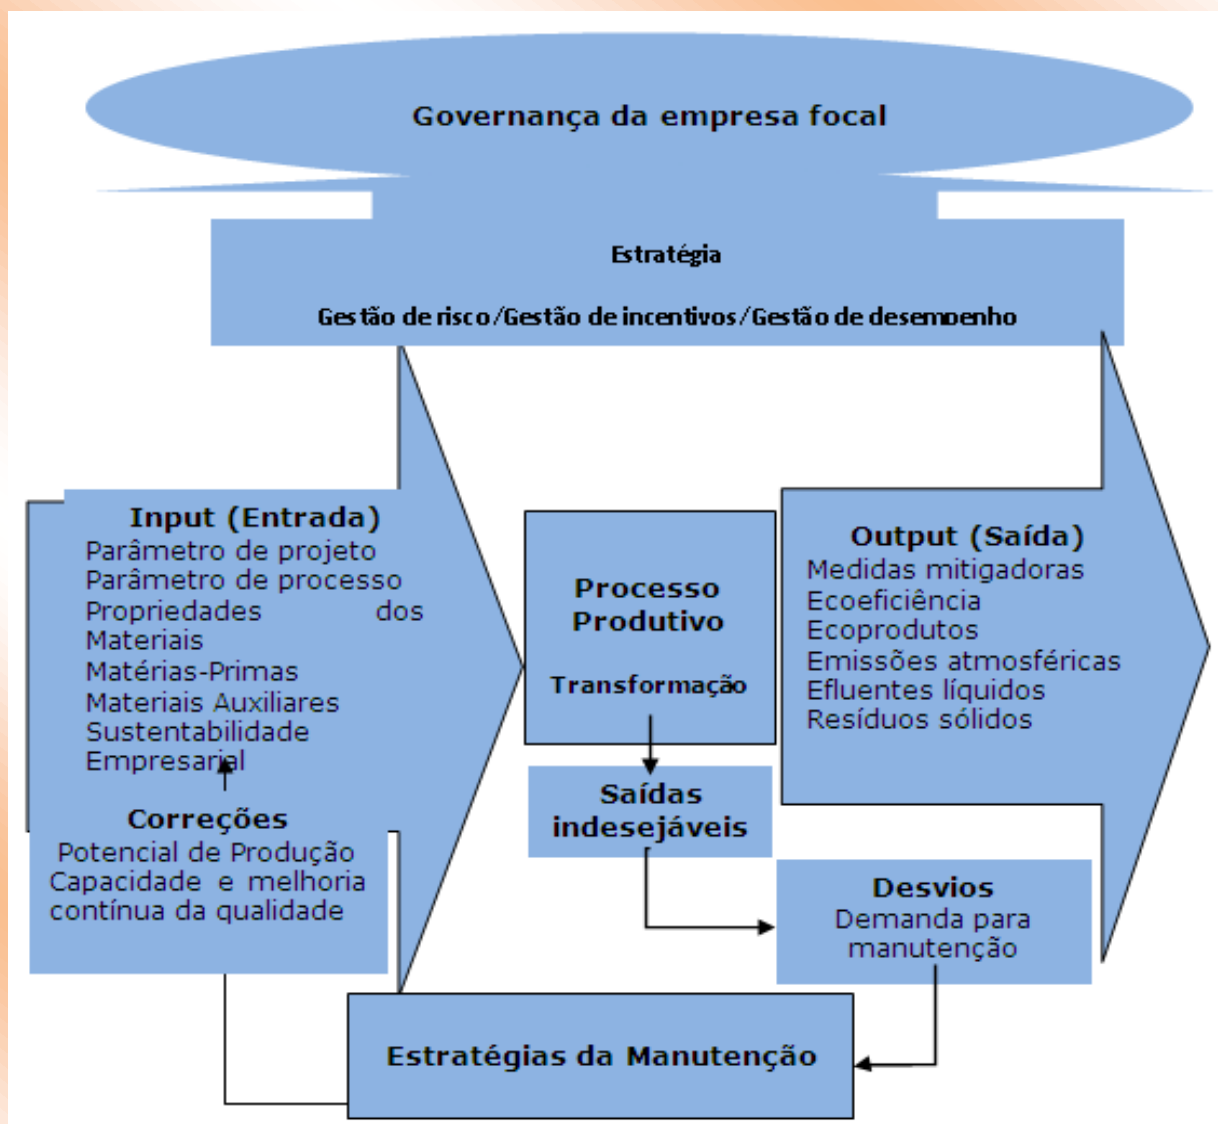 Governança da empresa focal
Estratégia
Gestão de risco/Gestão de incentivos/Gestão de desempenho
Input (Entrada)
Parâmetro de projeto
Parâmetro de processo
Propriedades dos
Materiais
Matérias-Primas
Materiais Auxiliares
Sustentabilidade
Empresarial
Correções
Potencial de Produção
Capacidade e melhoria
contínua da qualidade
Processo
Produtivo
Transformação
Saídas
indesejáveis
Output (Saída)
Medidas mitigadoras
Ecoeficiência
Ecoprodutos
Emissões atmosféricas
Efluentes líquidos
Resíduos sólidos
Desvios
Demanda para
manutenção
Estratégias da Manutenção